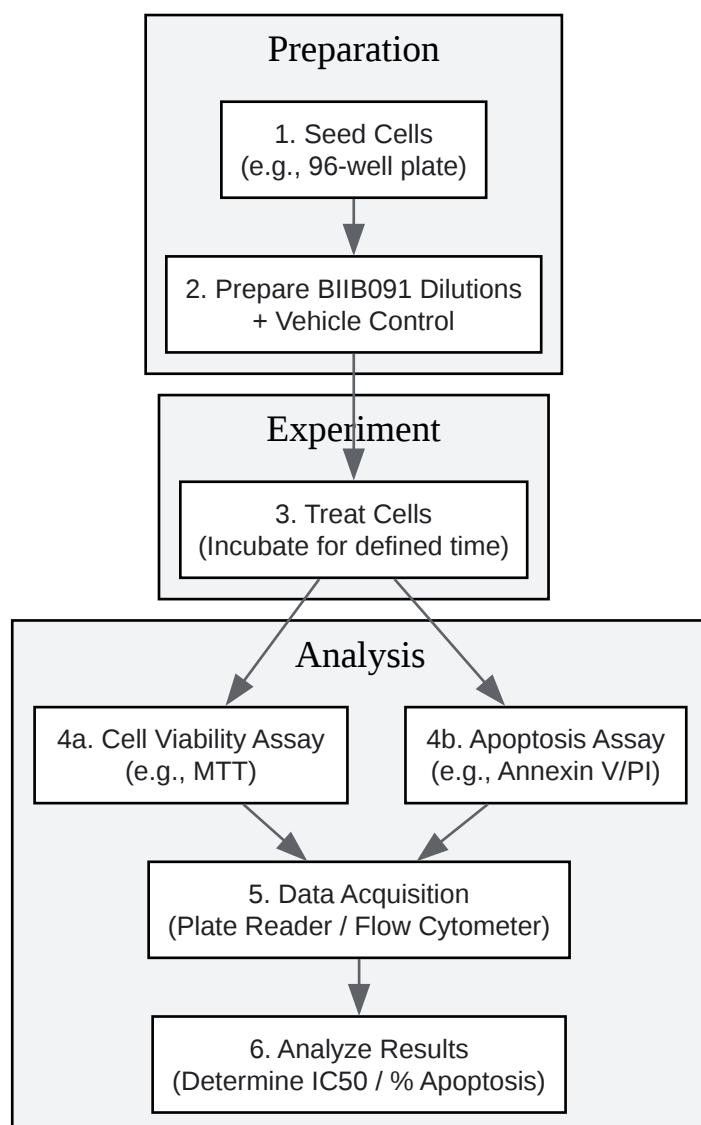 Preparation
1. Seed Cells
(e.g., 96-well plate)
2. Prepare BIIB091 Dilutions
+ Vehicle Control
Experiment
3. Treat Cells
(Incubate for defined time)
Analysis
4a. Cell Viability Assay
(e.g., MTT)
4b. Apoptosis Assay
(e.g., Annexin V/PI)
5. Data Acquisition
(Plate Reader / Flow Cytometer)
6. Analyze Results
(Determine IC50 / % Apoptosis)